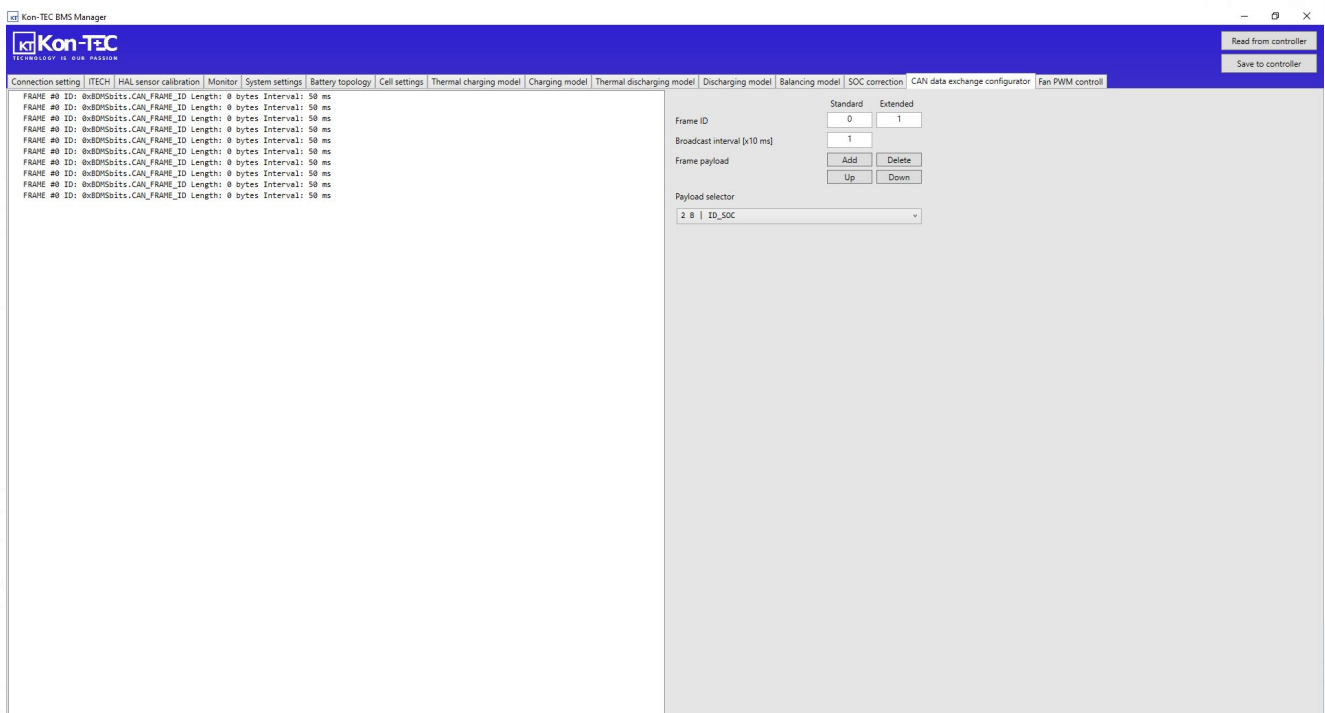 KT Kon-TEC BMS Manager
KT Kon-TEC
TECHNOLOGY IS OUR PASSION
Read from controller
Save to controller
Connection setting ITECH HAL sensor calibration Monitor System settings Battery topology Cell settings Thermal charging model Charging model Thermal discharging model Discharging model Balancing model SOC correction CAN data exchange configurator Fan PWM controll
FRAME #0 ID: 0xBDMSbits.CAN_FRAME_ID Length: 0 bytes Interval: 50 ms
FRAME #0 ID: 0xBDMSbits.CAN_FRAME_ID Length: 0 bytes Interval: 50 ms
FRAME #0 ID: 0xBDMSbits.CAN_FRAME_ID Length: 0 bytes Interval: 50 ms
FRAME #0 ID: 0xBDMSbits.CAN_FRAME_ID Length: 0 bytes Interval: 50 ms
FRAME #0 ID: 0xBDMSbits.CAN_FRAME_ID Length: 0 bytes Interval: 50 ms
FRAME #0 ID: 0xBDMSbits.CAN_FRAME_ID Length: 0 bytes Interval: 50 ms
FRAME #0 ID: 0xBDMSbits.CAN_FRAME_ID Length: 0 bytes Interval: 50 ms
FRAME #0 ID: 0xBDMSbits.CAN_FRAME_ID Length: 0 bytes Interval: 50 ms
FRAME #0 ID: 0xBDMSbits.CAN_FRAME_ID Length: 0 bytes Interval: 50 ms
FRAME #0 ID: 0xBDMSbits.CAN_FRAME_ID Length: 0 bytes Interval: 50 ms
Standard Extended
Frame ID 0 1
Broadcast interval [x10 ms] 1
Frame payload Add Delete
Up Down
Payload selector
2 B | ID_SOC